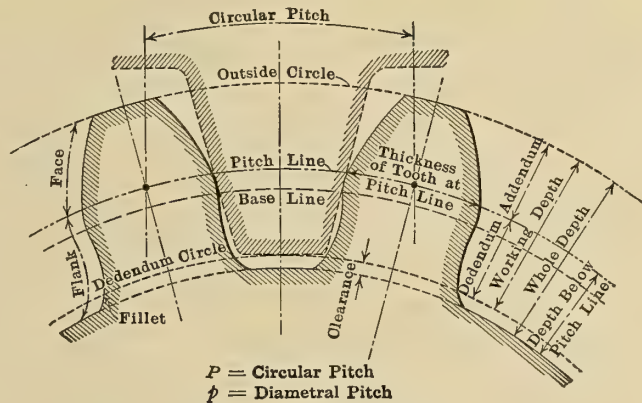 Circular Pitch
Outside Circle
Face
Pitch Line
Thickness
of Tooth at
Pitch Line
Base Line
Addendum
Dedendum
Working Depth
Whole Depth
Depth Below
Pitch Line
Flank
Dedendum Circle
Clearance
Fillet
P = Circular Pitch
p = Diametral Pitch